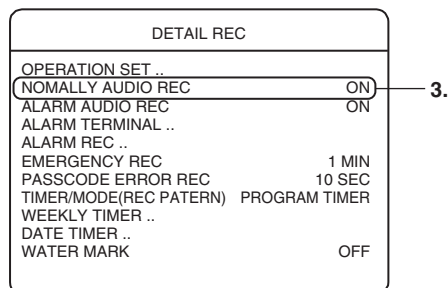 DETAIL REC
OPERATION SET ..
NOMALLY AUDIO REC ON
3.
ALARM AUDIO REC ON
ALARM TERMINAL ..
ALARM REC ..
EMERGENCY REC 1 MIN
PASSCODE ERROR REC 10 SEC
TIMER/MODE(REC PATERN) PROGRAM TIMER
WEEKLY TIMER ..
DATE TIMER ..
WATER MARK OFF